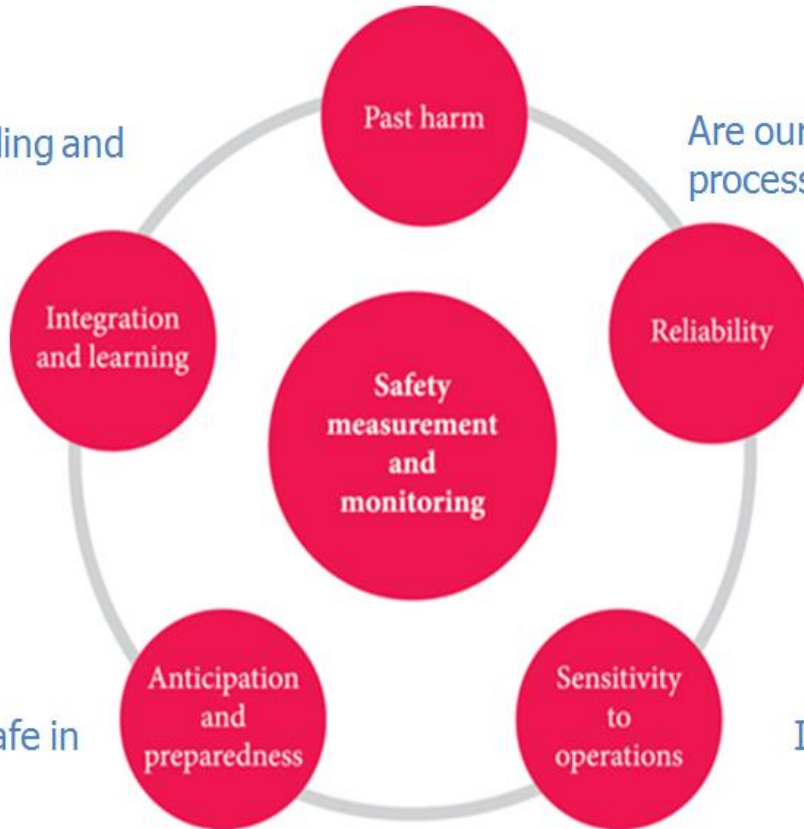 Past harm
ling and
Are our
process
Integration
and learning
Reliability
Safety
measurement
and
monitoring
Anticipation
and
preparedness
Sensitivity
to
operations
afe in